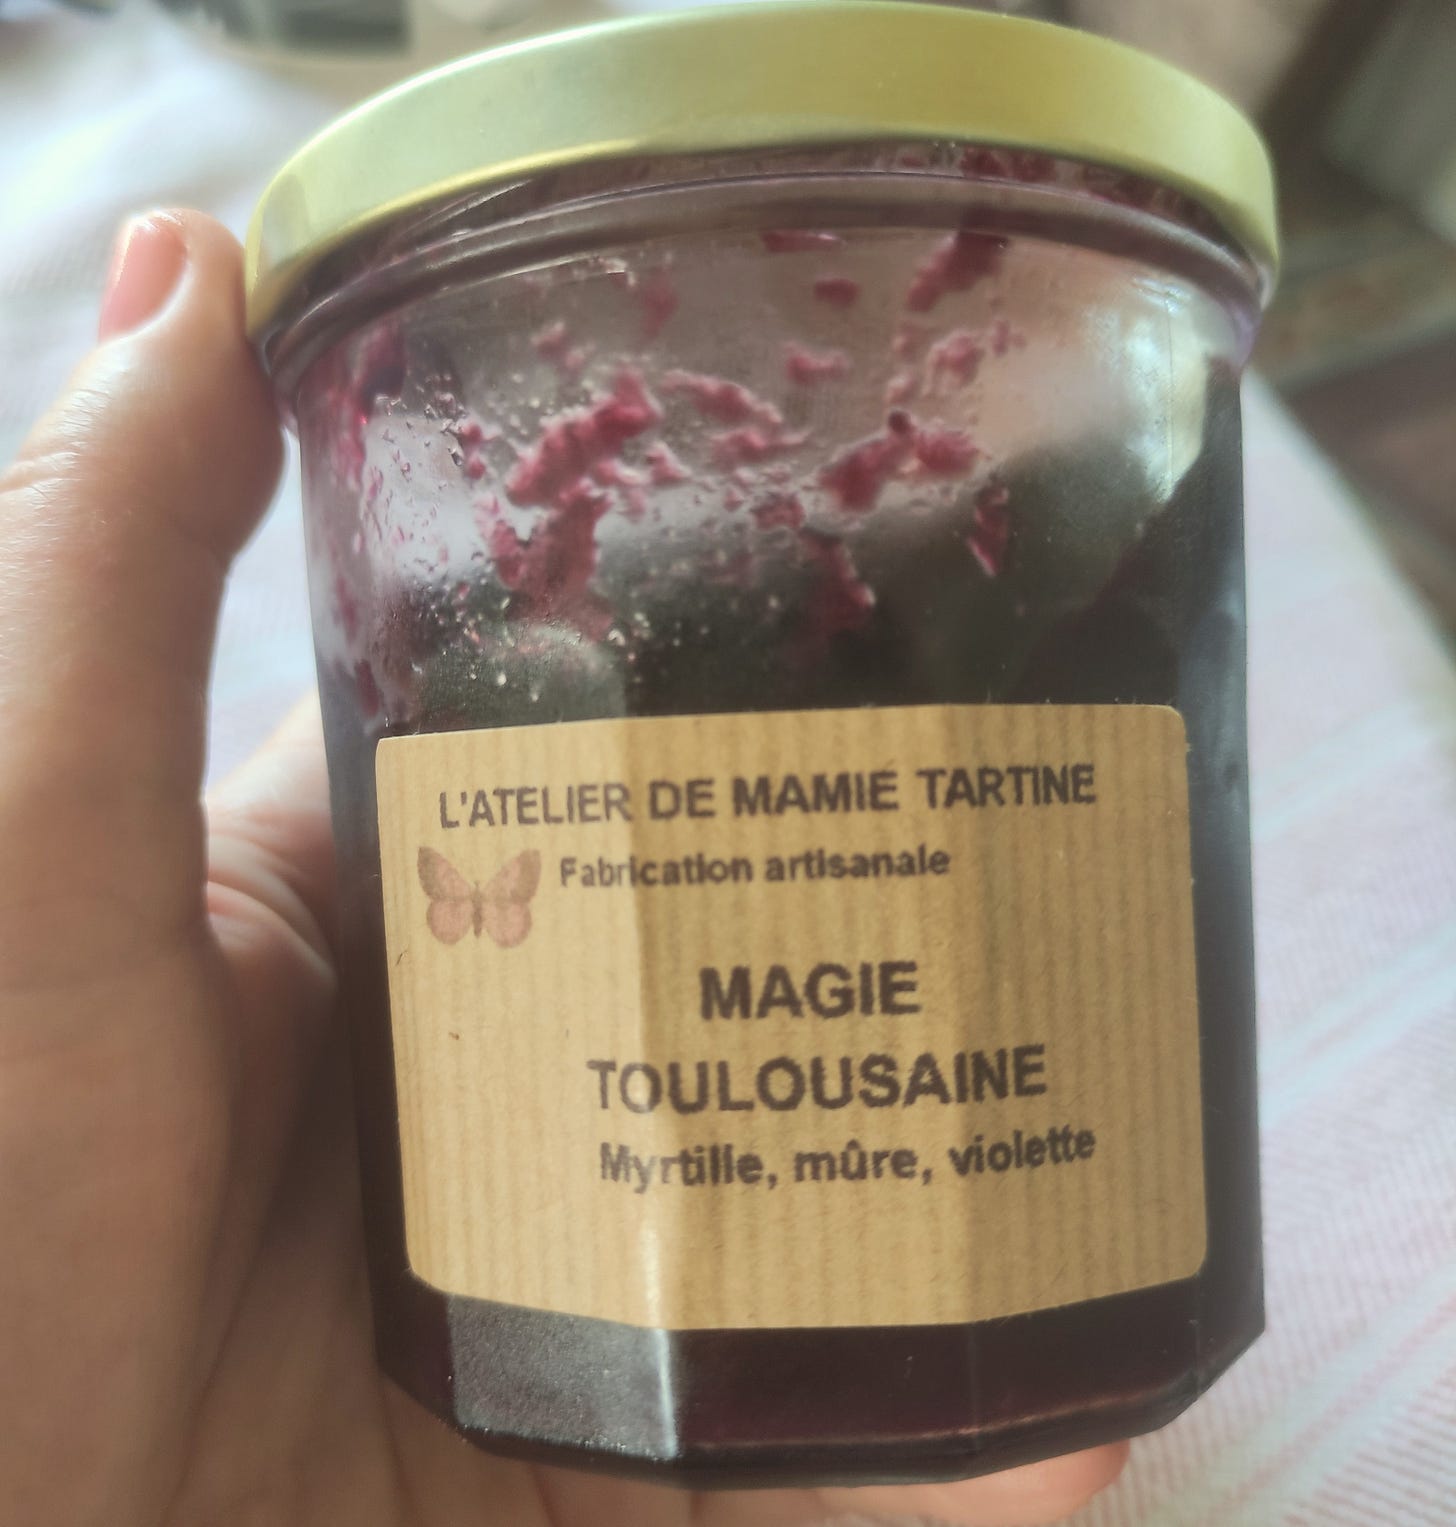 L'ATELIER DE MAMIE TARTINE
Fabrication artisanale
MAGIE
TOULOUSAINE
Myrtille, mûre, violette